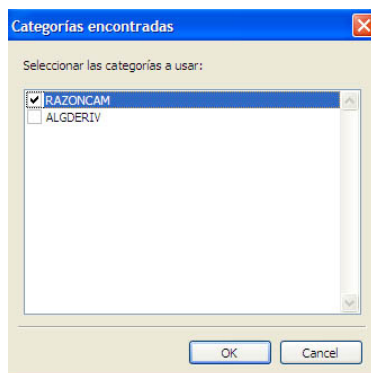 Categorías encontradas
Seleccionar las categorías a usar:
RAZONCAM
ALGDERIV
OK Cancel